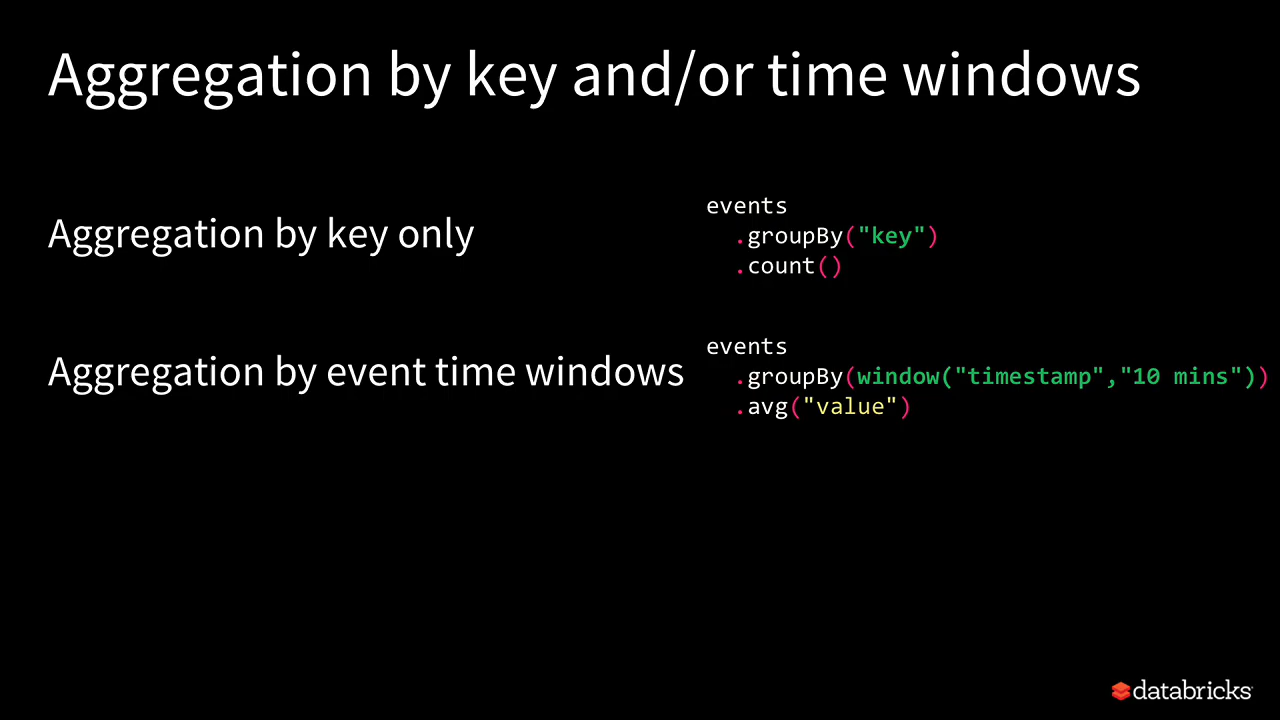 Aggregation by key and/or time windows
Aggregation by key only
events
.groupBy("key")
.count()
Aggregation by event time windows
events
.groupBy(window("timestamp","10 mins"))
.avg("value")
databricks